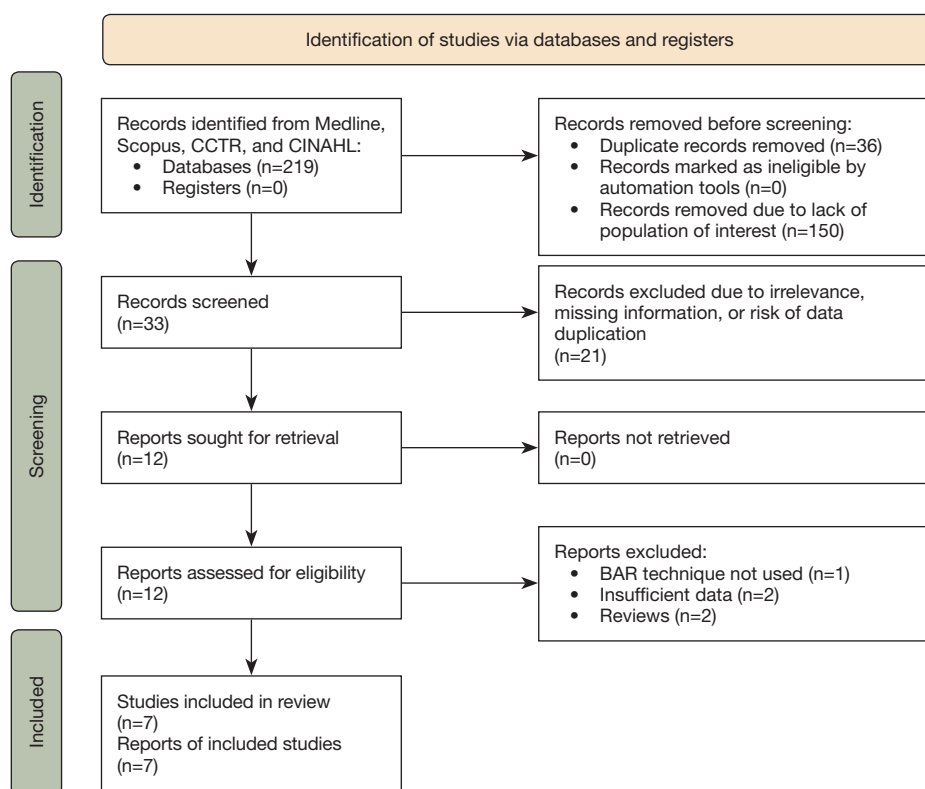 Identification of studies via databases and registers
Identification
Records identified from Medline,
Scopus, CCTR, and CINAHL:
• Databases (n=219)
• Registers (n=0)
Records removed before screening:
• Duplicate records removed (n=36)
• Records marked as ineligible by
automation tools (n=0)
• Records removed due to lack of
population of interest (n=150)
Screening
Records screened
(n=33)
Records excluded due to irrelevance,
missing information, or risk of data
duplication
(n=21)
Reports sought for retrieval
(n=12)
Reports not retrieved
(n=0)
Reports assessed for eligibility
(n=12)
Reports excluded:
• BAR technique not used (n=1)
• Insufficient data (n=2)
• Reviews (n=2)
Included
Studies included in review
(n=7)
Reports of included studies
(n=7)